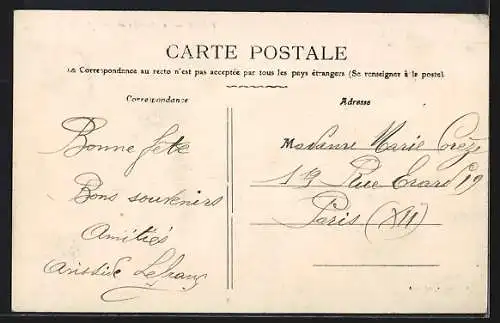 CARTE POSTALE
La Correspondance au recto n'est pas acceptée par tous les pays étrangers (Se renseigner à la poste)
Correspondance
Adresse
Bonne fête
Bons souvenirs
Amitiés
Aristide
Madame Marie
19 Rue Erard 19
Paris (XII)